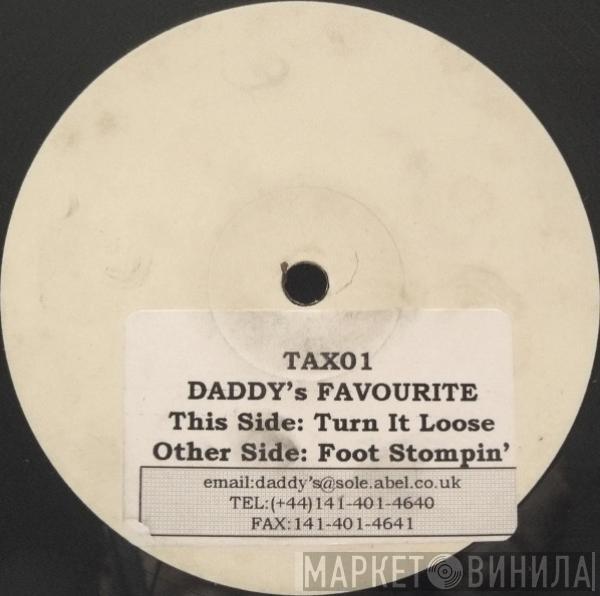 TAX01
DADDY's FAVOURITE
This Side: Turn It Loose
Other Side: Foot Stompin'
email:daddy's@sole.abel.co.uk
TEL:(+44)141-401-4640
FAX:141-401-4641
МАРКЕТ ВИНИЛА